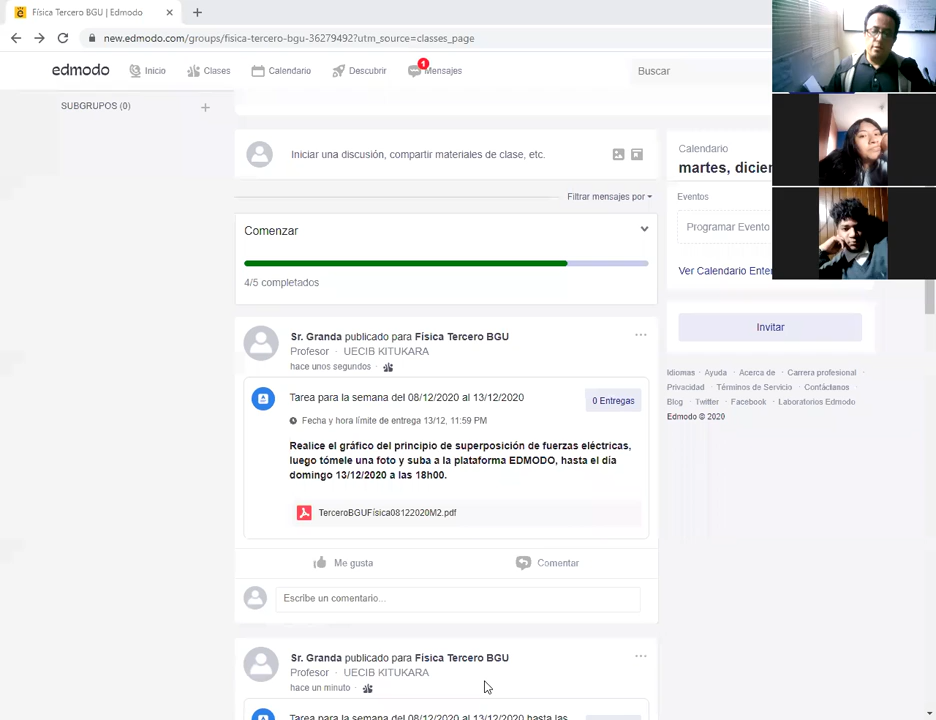 Física Tercero BGU | Edmodo
new.edmodo.com/groups/fisica-tercero-bgu-36279492?utm_source=classes_page
edmodo Inicio Clases Calendario Descubrir 1 Mensajes Buscar
SUBGRUPOS (0)
Iniciar una discusión, compartir materiales de clase, etc.
Filtrar mensajes por
Comenzar
4/5 completados
Sr. Granda publicado para Física Tercero BGU
Profesor · UECIB KITUKARA
hace unos segundos ·
Tarea para la semana del 08/12/2020 al 13/12/2020
0 Entregas
Fecha y hora límite de entrega 13/12, 11:59 PM
Realice el gráfico del principio de superposición de fuerzas eléctricas,
luego tómele una foto y suba a la plataforma EDMODO, hasta el día
domingo 13/12/2020 a las 18h00.
TerceroBGUFísica08122020M2.pdf
Me gusta Comentar
Escribe un comentario...
Sr. Granda publicado para Física Tercero BGU
Profesor · UECIB KITUKARA
hace un minuto ·
Tarea para la semana del 08/12/2020 al 13/12/2020 hasta las
Calendario
martes, dicien
Eventos
Programar Evento
Ver Calendario Enter
Invitar
Idiomas · Ayuda · Acerca de · Carrera profesional ·
Privacidad · Términos de Servicio · Contáctanos ·
Blog · Twitter · Facebook · Laboratorios Edmodo
Edmodo © 2020